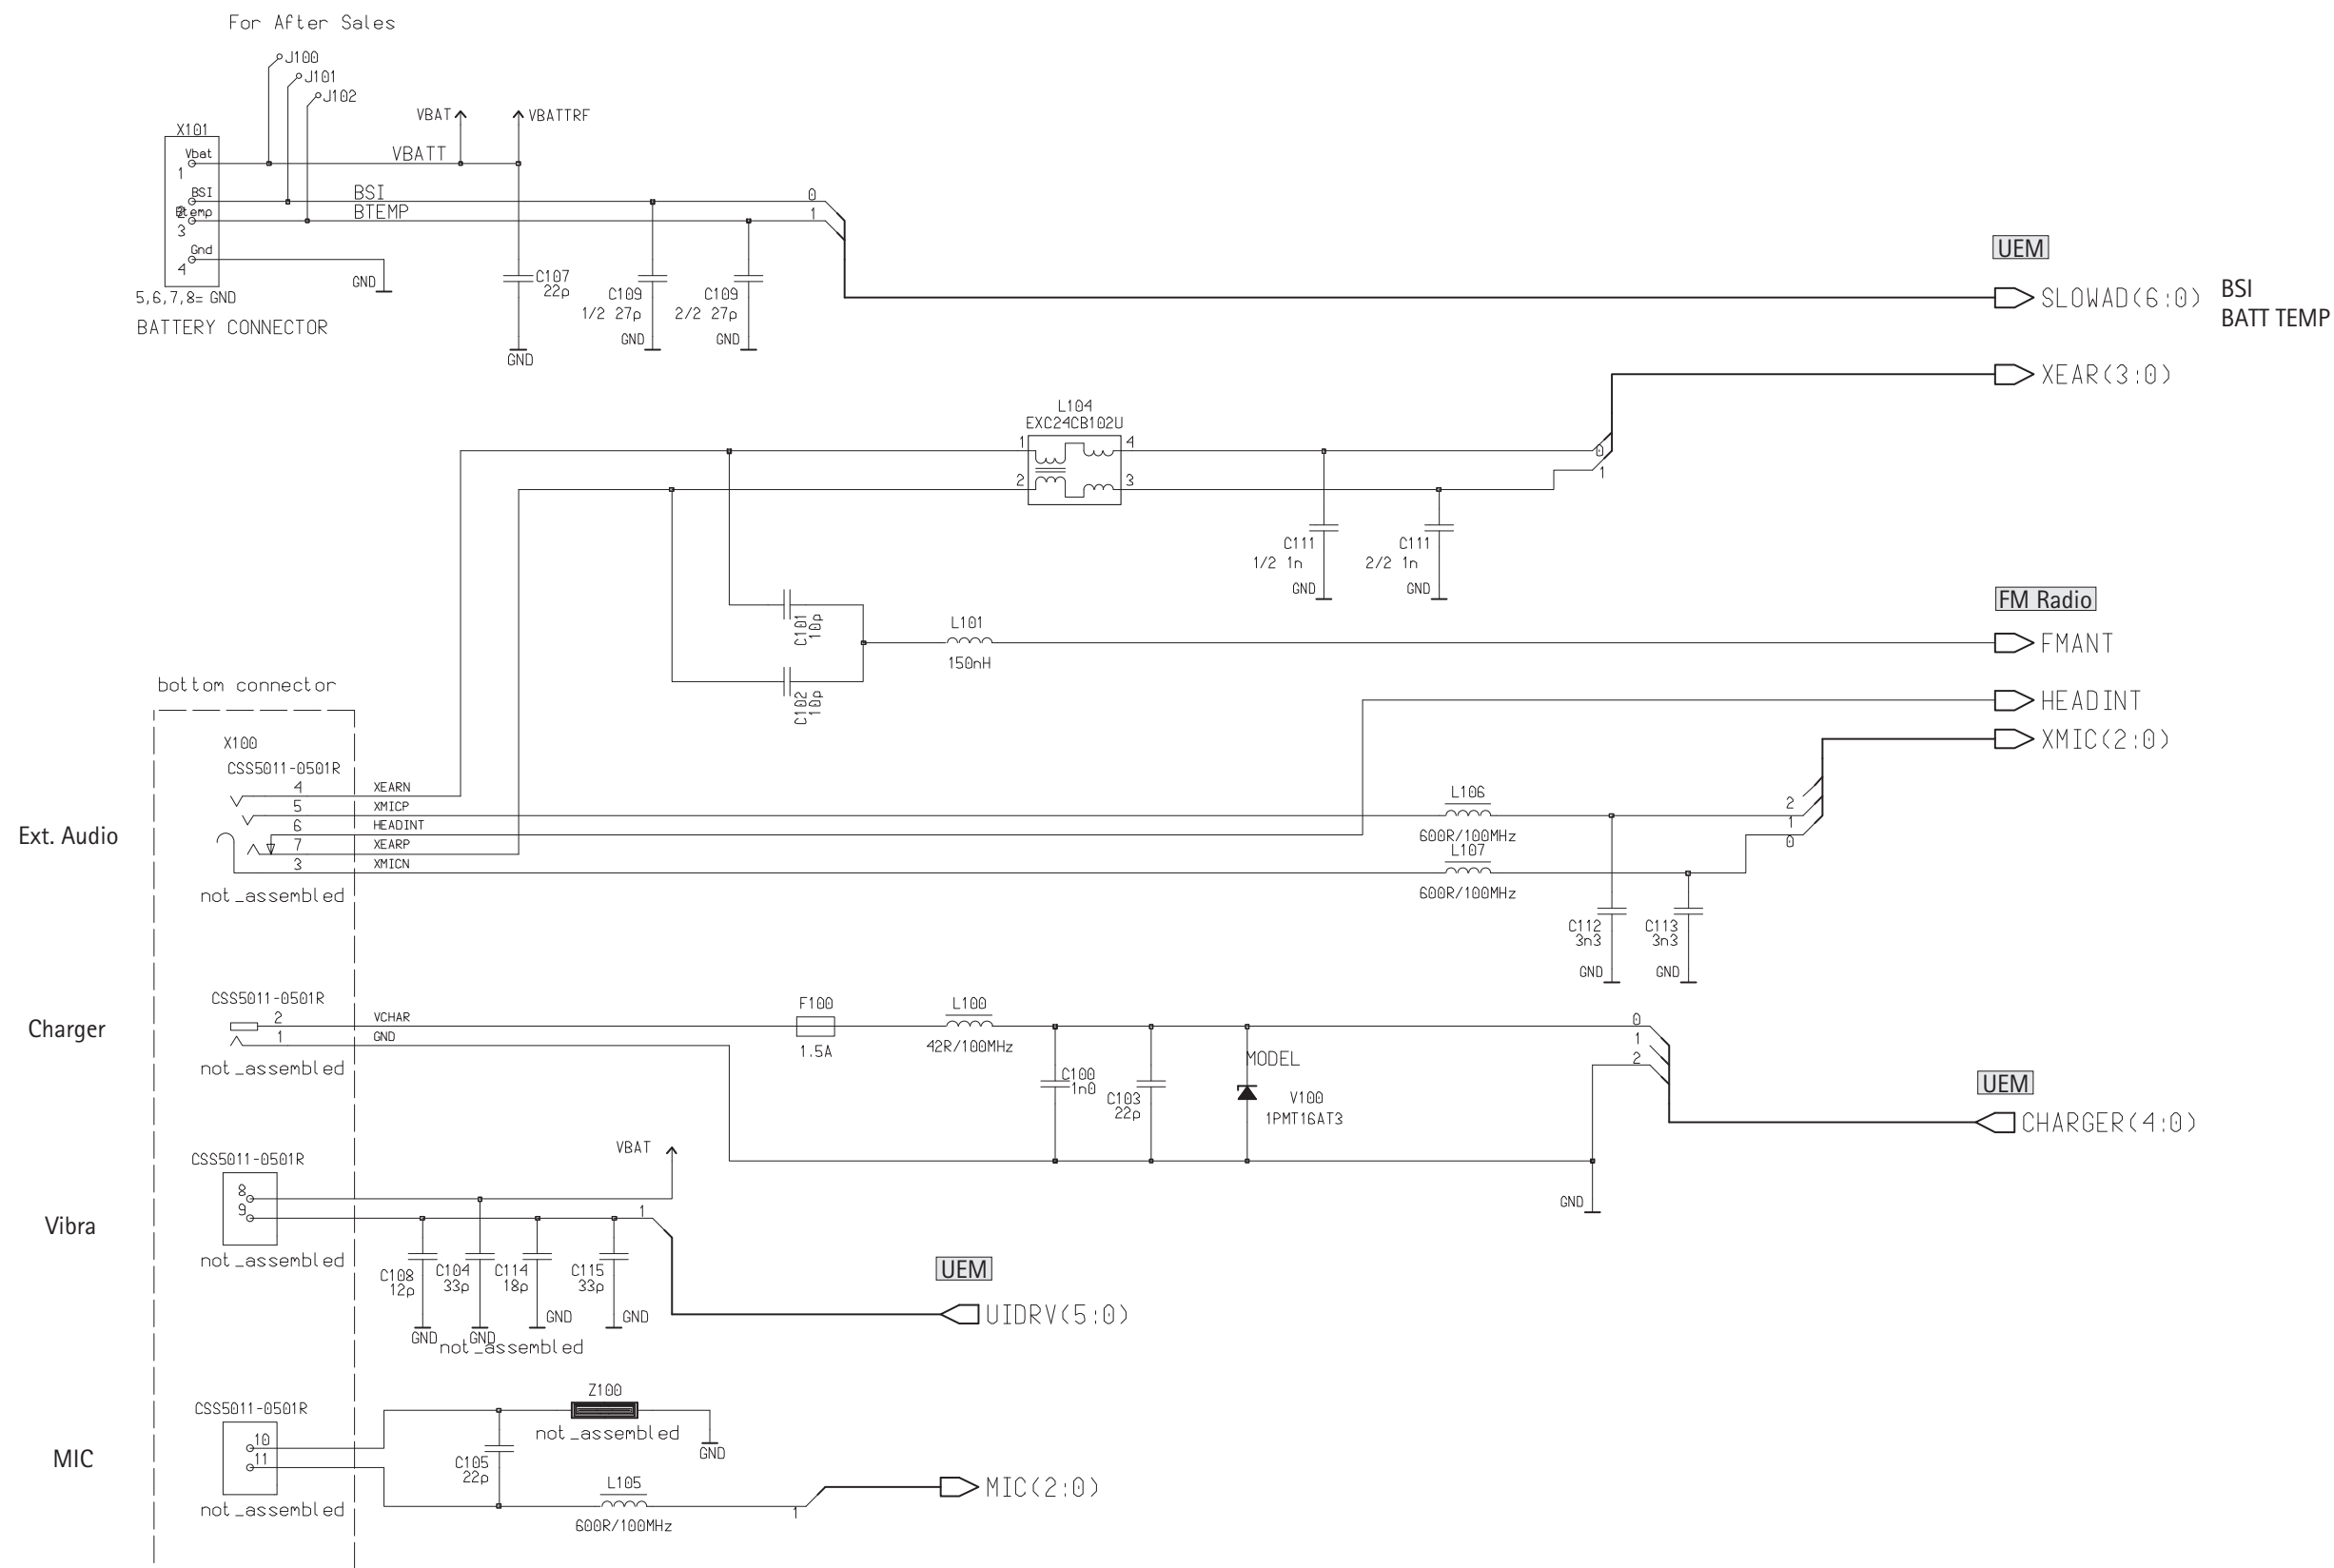 For After Sales
J100
J101
J102
X101
VBAT
VBATTRF
Vbat
1
VBATT
BSI
BSI
0
2
Btemp
BTEMP
1
3
Gnd
4
GND
5,6,7,8= GND
BATTERY CONNECTOR
C107
22p
GND
C109
1/2 27p
GND
C109
2/2 27p
GND
UEM
SLOWAD(6:0)
BSI
BATT TEMP
XEAR(3:0)
L104
EXC24CB102U
1
4
2
3
0
1
C111
1/2 1n
GND
C111
2/2 1n
GND
C101
10p
C102
10p
L101
150nH
FM Radio
FMANT
HEADINT
XMIC(2:0)
bottom connector
X100
CSS5011-0501R
4
XEARN
5
XMICP
6
HEADINT
7
XEARP
3
XMICN
Ext. Audio
not_assembled
L106
600R/100MHz
L107
600R/100MHz
2
1
0
C112
3n3
GND
C113
3n3
GND
Charger
CSS5011-0501R
2
VCHAR
1
GND
not_assembled
F100
1.5A
L100
42R/100MHz
C100
1n0
C103
22p
MODEL
V100
1PMT16AT3
0
1
2
GND
UEM
CHARGER(4:0)
Vibra
CSS5011-0501R
8
9
not_assembled
VBAT
1
C108
12p
GND
C104
33p
GND
C114
18p
GND
C115
33p
GND
not_assembled
UEM
UIDRV(5:0)
MIC
CSS5011-0501R
10
11
not_assembled
Z100
not_assembled
GND
C105
22p
L105
600R/100MHz
1
MIC(2:0)